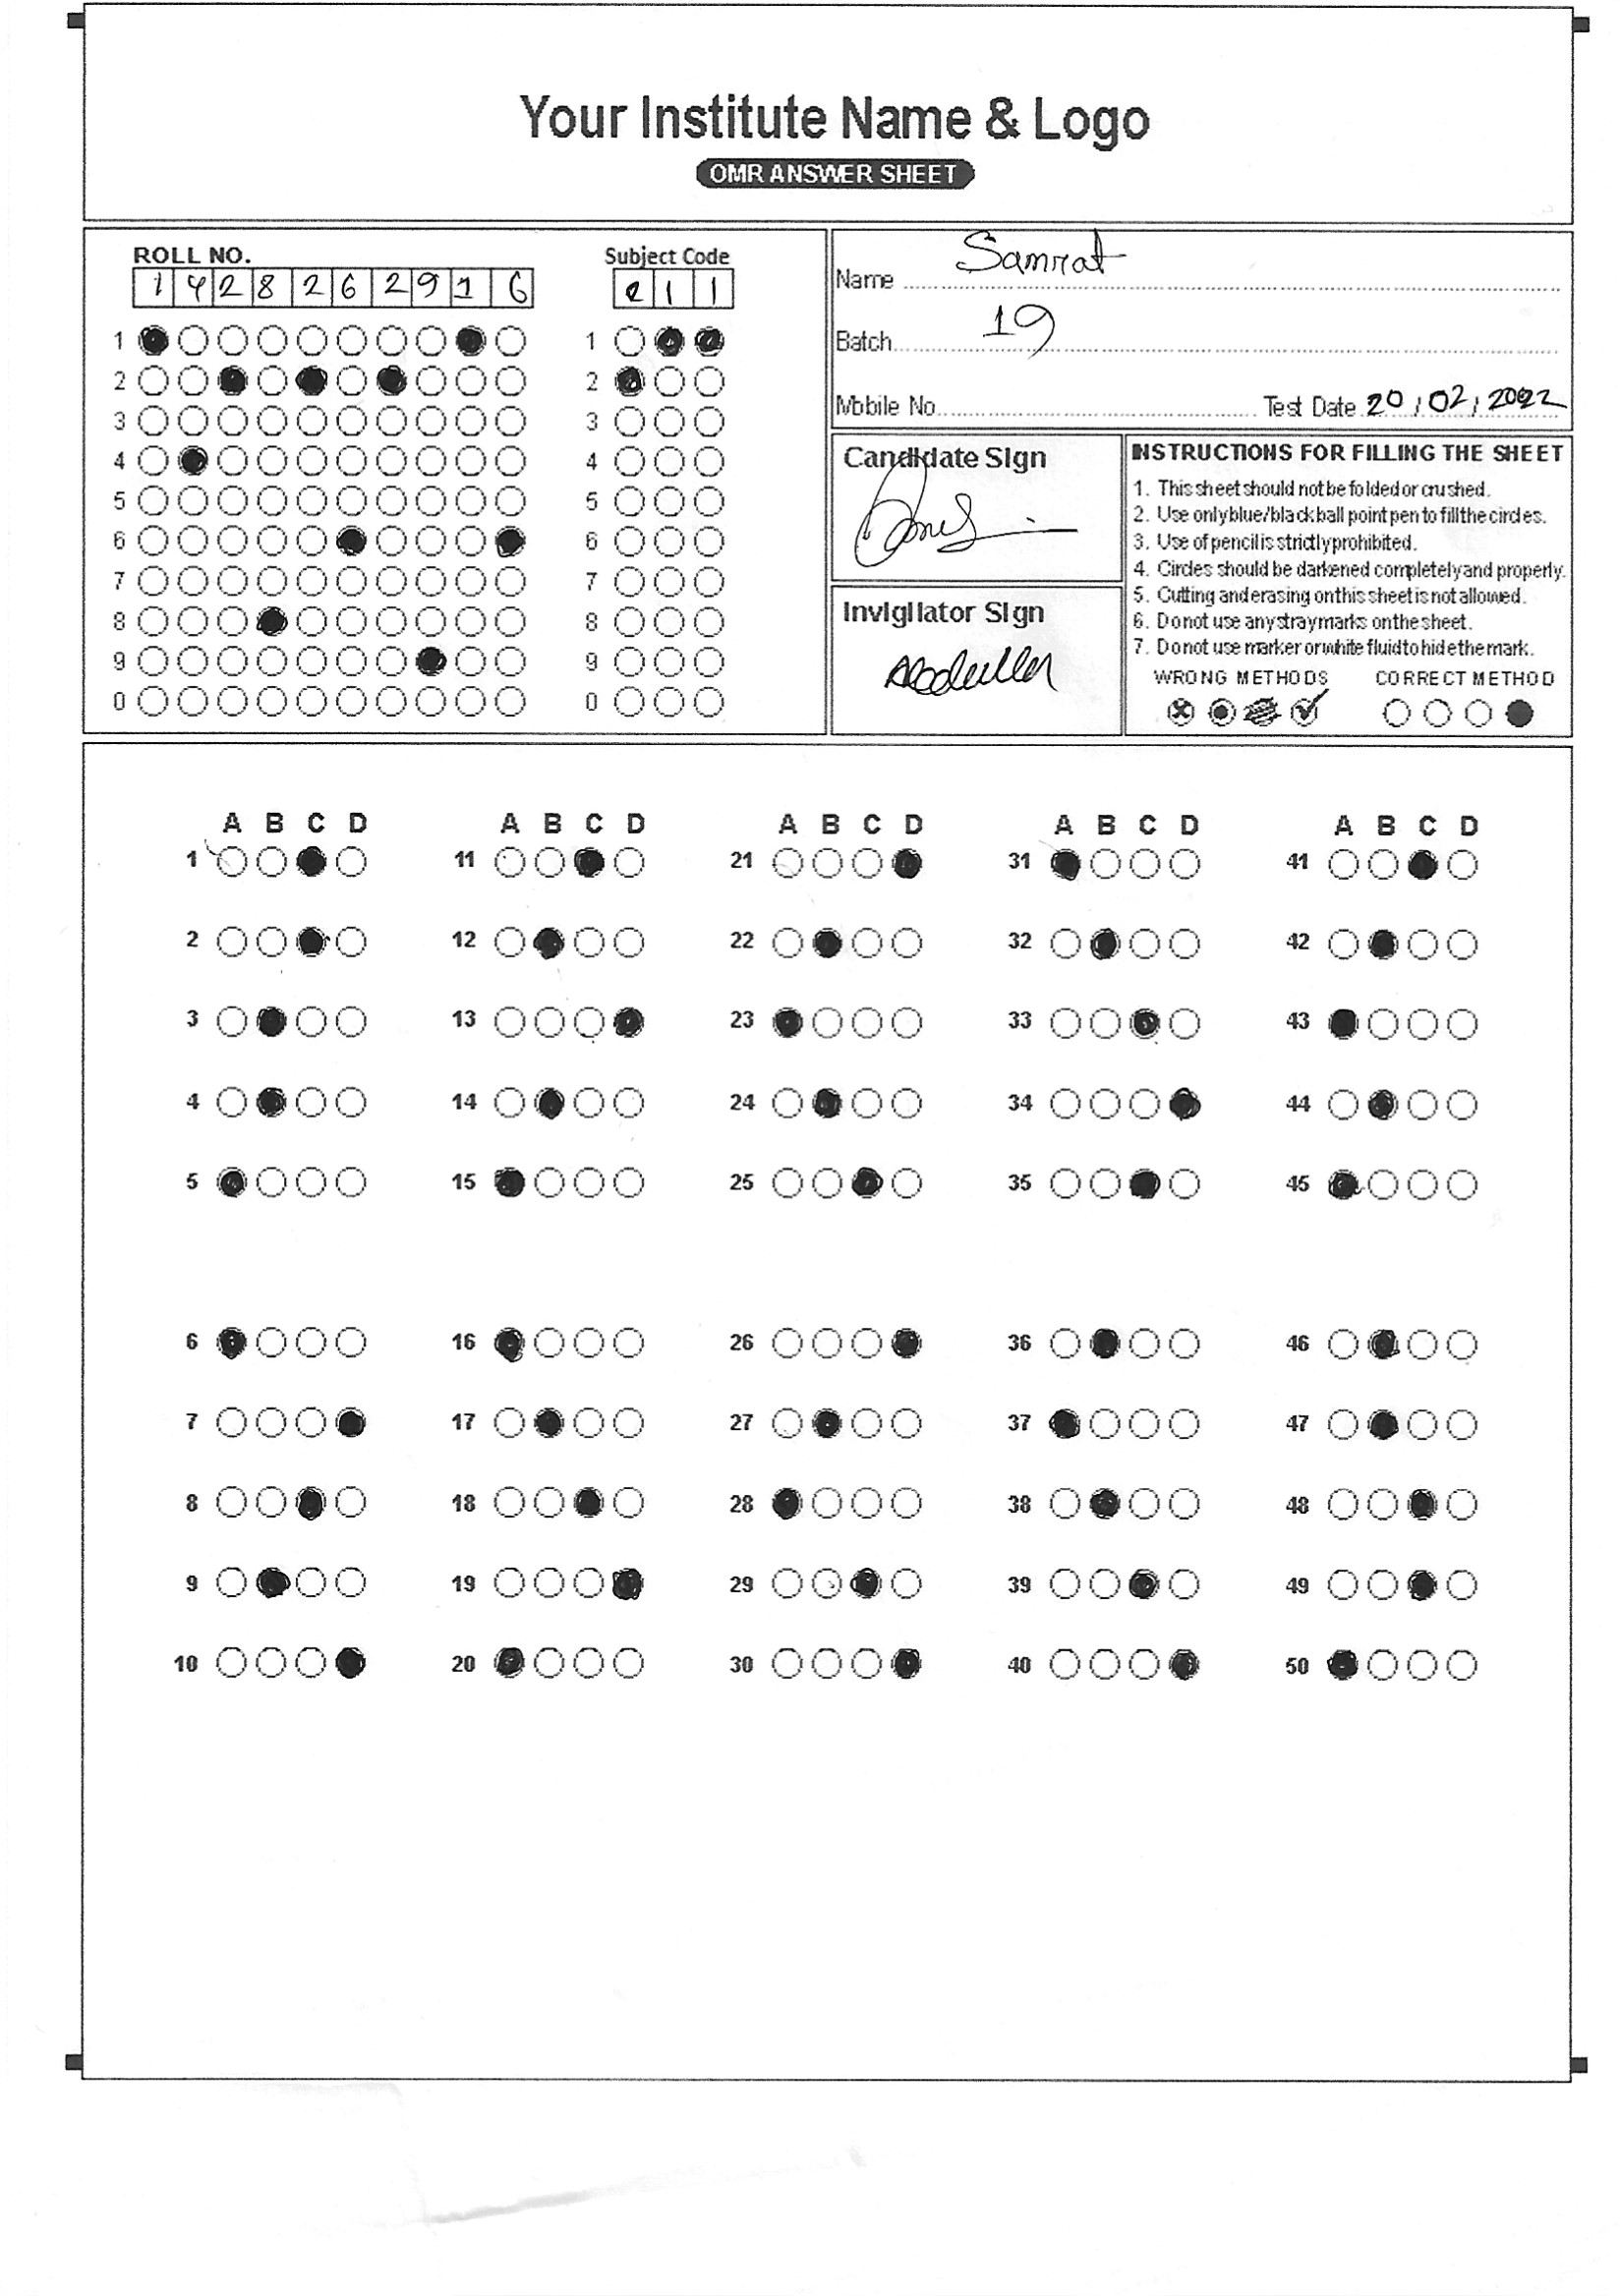 Your Institute Name & Logo
OMR ANSWER SHEET
ROLL NO.
1 4 2 8 2 6 2 9 1 6
Subject Code
2 1 1
1 1
2 2
3 3
4 4
5 5
6 6
7 7
8 8
9 9
0 0
Name Samrat
Batch 19
Mobile No. Test Date 20/02/2022
Candidate Sign
Invigilator Sign
INSTRUCTIONS FOR FILLING THE SHEET
1. This sheet should not be folded or crushed.
2. Use only blue/black ball point pen to fill the circles.
3. Use of pencil is strictly prohibited.
4. Circles should be darkened completely and properly.
5. Cutting and erasing on this sheet is not allowed.
6. Do not use any stray marks on the sheet.
7. Do not use marker or white fluid to hide the mark.
WRONG METHODS CORRECT METHOD
A B C D A B C D A B C D A B C D A B C D
1 11 21 31 41
2 12 22 32 42
3 13 23 33 43
4 14 24 34 44
5 15 25 35 45
6 16 26 36 46
7 17 27 37 47
8 18 28 38 48
9 19 29 39 49
10 20 30 40 50